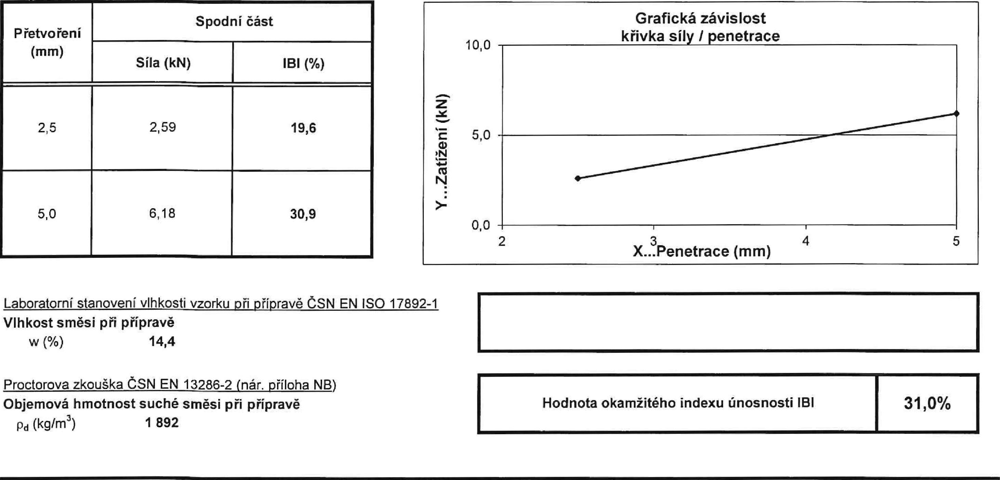 Přetvoření
(mm)
Spodní část
Síla (kN)
IBI (%)
2,5
2,59
19,6
5,0
6,18
30,9
Grafická závislost
křivka síly / penetrace
Y...Zatížení (kN)
10,0
5,0
0,0
2
3
4
5
X...Penetrace (mm)
Laboratorní stanovení vlhkosti vzorku při přípravě ČSN EN ISO 17892-1
Vlhkost směsi při přípravě
w (%) 14,4
Proctorova zkouška ČSN EN 13286-2 (nár. příloha NB)
Objemová hmotnost suché směsi při přípravě
ρd (kg/m³) 1 892
Hodnota okamžitého indexu únosnosti IBI
31,0%